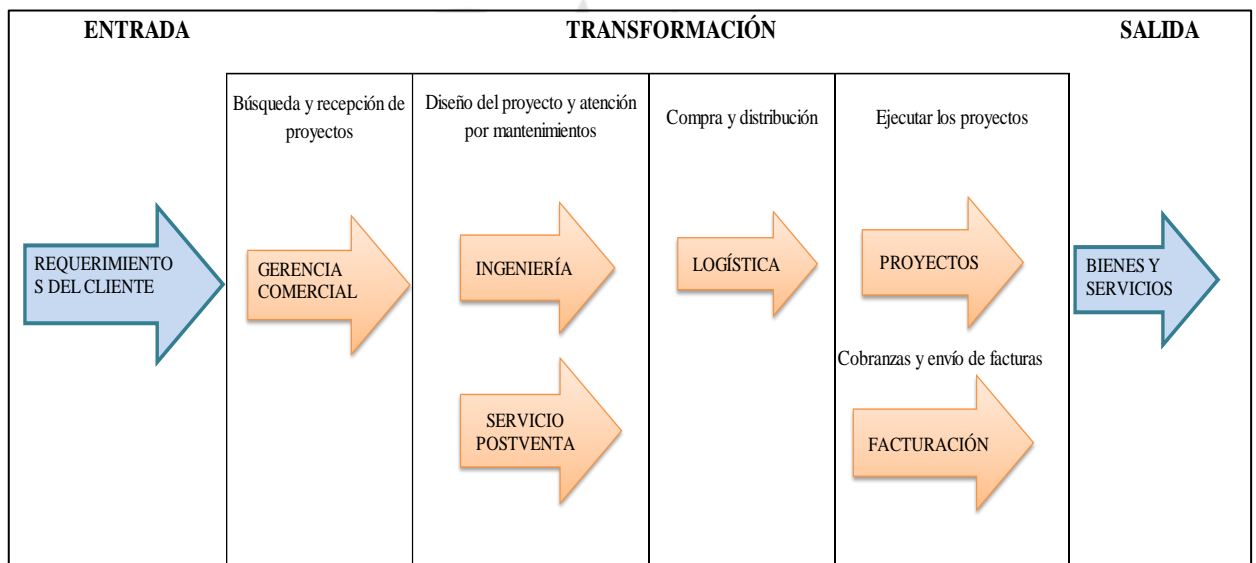 ENTRADA
TRANSFORMACIÓN
SALIDA
Búsqueda y recepción de
proyectos
Diseño del proyecto y atención
por mantenimientos
Compra y distribución
Ejecutar los proyectos
REQUERIMIENTO
S DEL CLIENTE
GERENCIA
COMERCIAL
INGENIERÍA
LOGÍSTICA
PROYECTOS
BIENES Y
SERVICIOS
Cobranzas y envío de facturas
SERVICIO
POSTVENTA
FACTURACIÓN